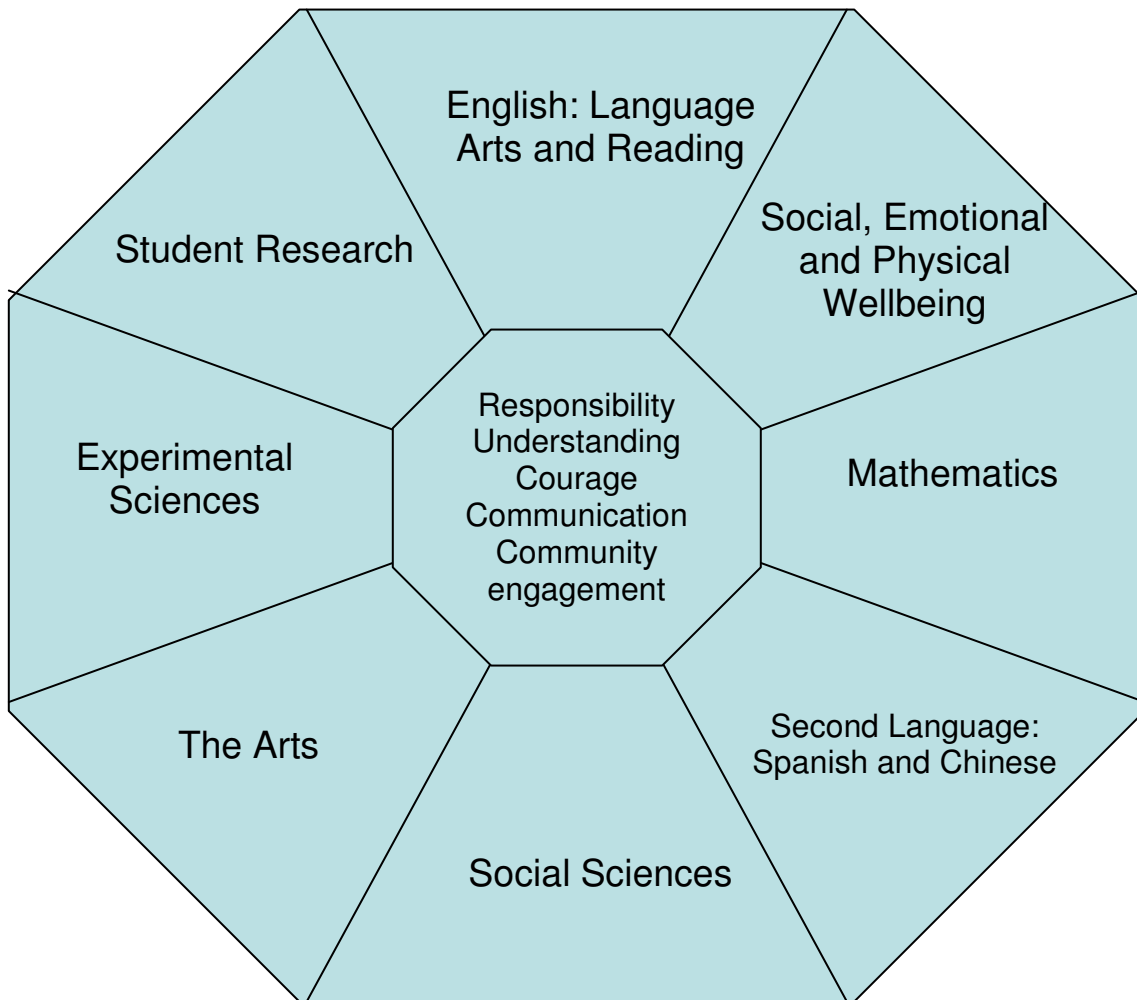 English: Language
Arts and Reading
Social, Emotional
and Physical
Wellbeing
Student Research
Responsibility
Understanding
Courage
Communication
Community
engagement
Experimental
Sciences
Mathematics
The Arts
Second Language:
Spanish and Chinese
Social Sciences